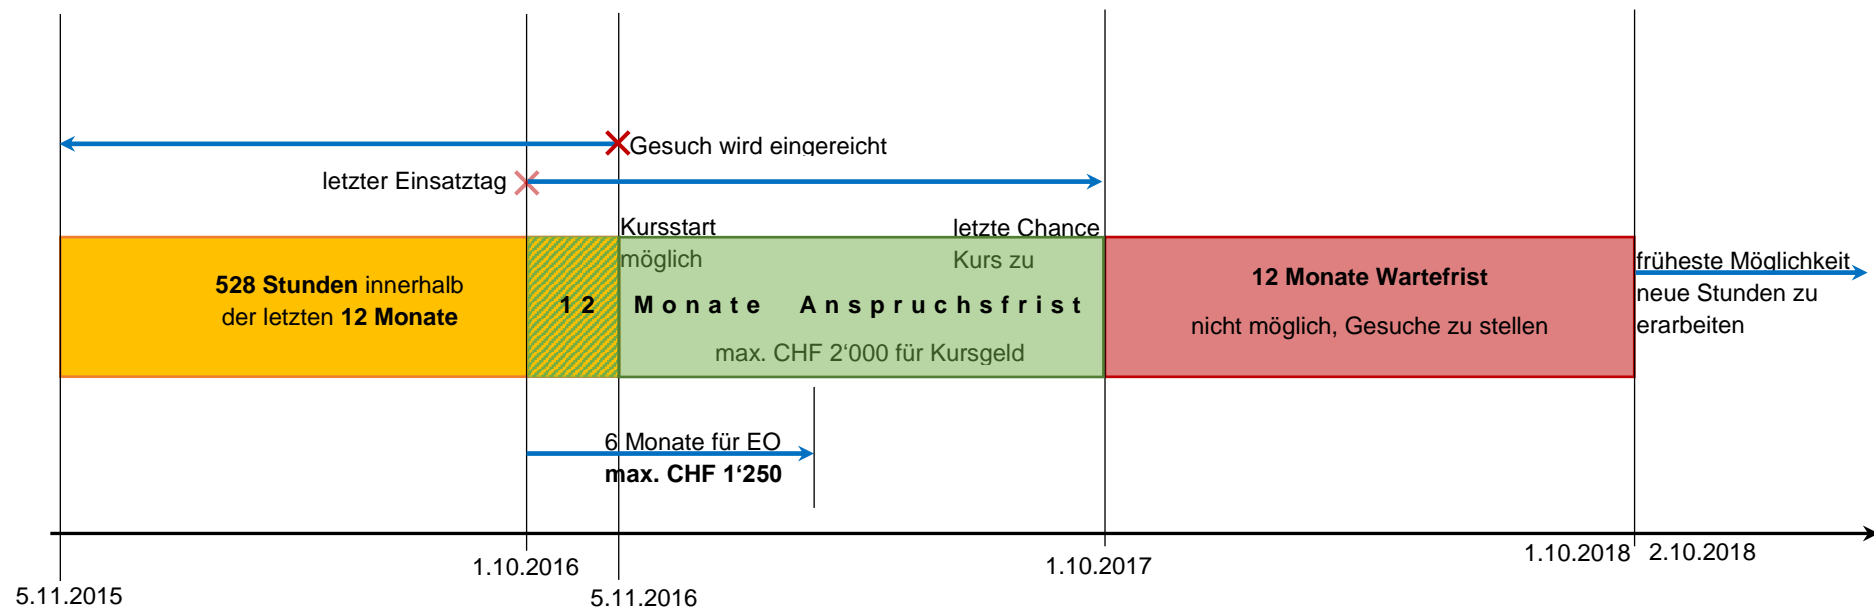 Gesuch wird eingereicht
letzter Einsatztag
Kursstart
möglich
letzte Chance
Kurs zu
528 Stunden innerhalb
der letzten 12 Monate
12 Monate Anspruchsfrist
max. CHF 2‘000 für Kursgeld
12 Monate Wartefrist
nicht möglich, Gesuche zu stellen
früheste Möglichkeit
neue Stunden zu
erarbeiten
6 Monate für EO
max. CHF 1‘250
5.11.2015
1.10.2016
5.11.2016
1.10.2017
1.10.2018
2.10.2018